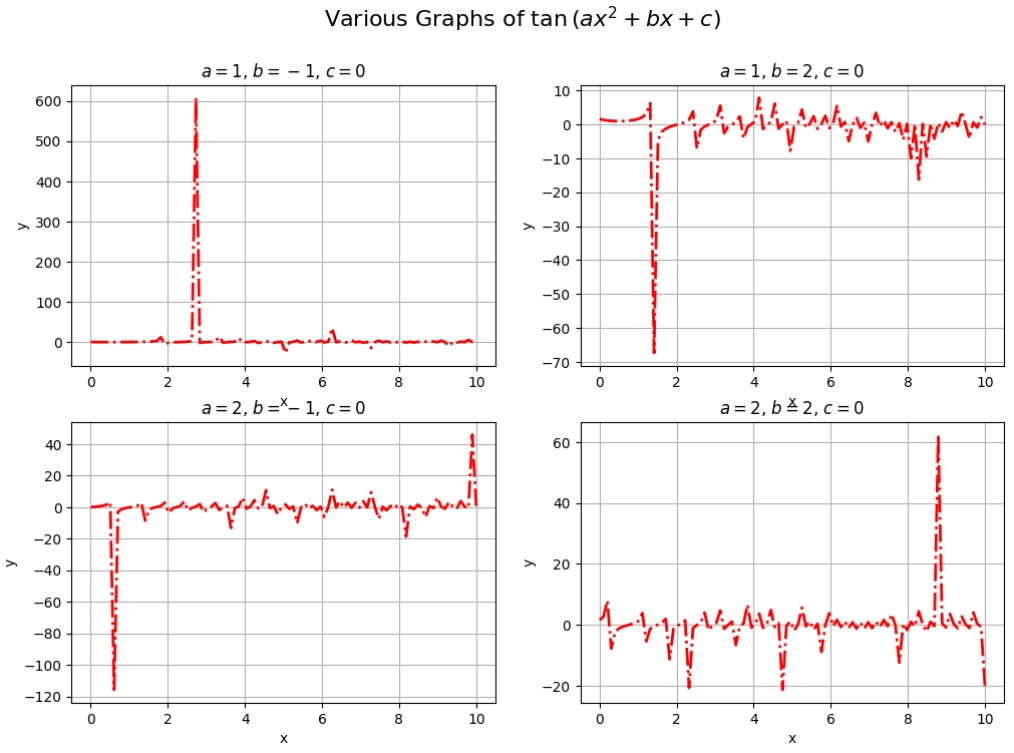 Various Graphs of tan (ax² + bx + c)
a = 1, b = − 1, c = 0
600
500
400
300
200
100
0
y
0 2 4 6 8 10
x
a = 1, b = 2, c = 0
10
0
−10
−20
−30
−40
−50
−60
−70
y
0 2 4 6 8 10
x
a = 2, b = − 1, c = 0
40
20
0
−20
−40
−60
−80
−100
−120
y
0 2 4 6 8 10
x
a = 2, b = 2, c = 0
60
40
20
0
−20
y
0 2 4 6 8 10
x